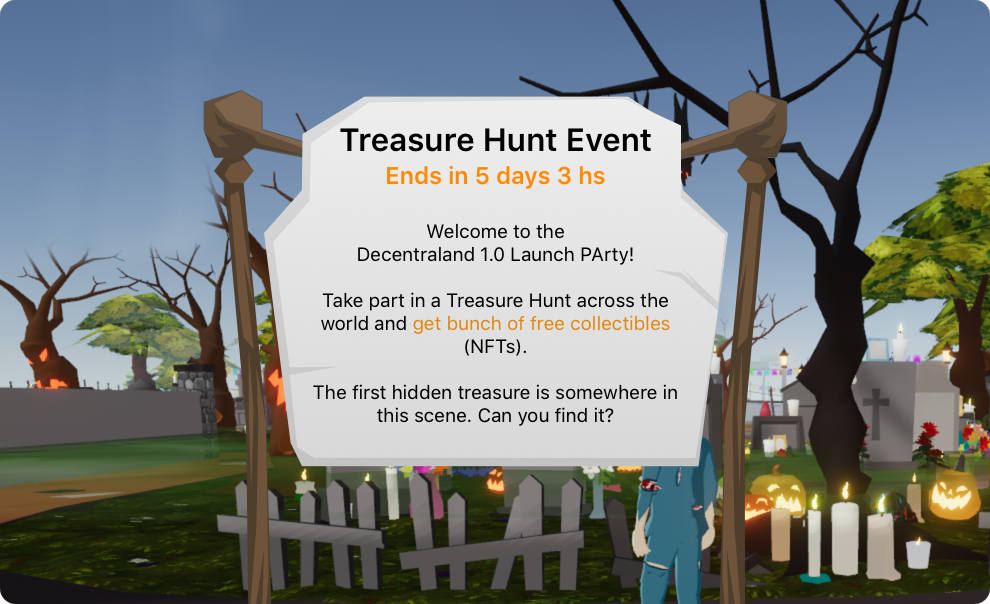 Treasure Hunt Event
Ends in 5 days 3 hs
Welcome to the
Decentraland 1.0 Launch PArty!
Take part in a Treasure Hunt across the
world and get bunch of free collectibles
(NFTs).
The first hidden treasure is somewhere in
this scene. Can you find it?